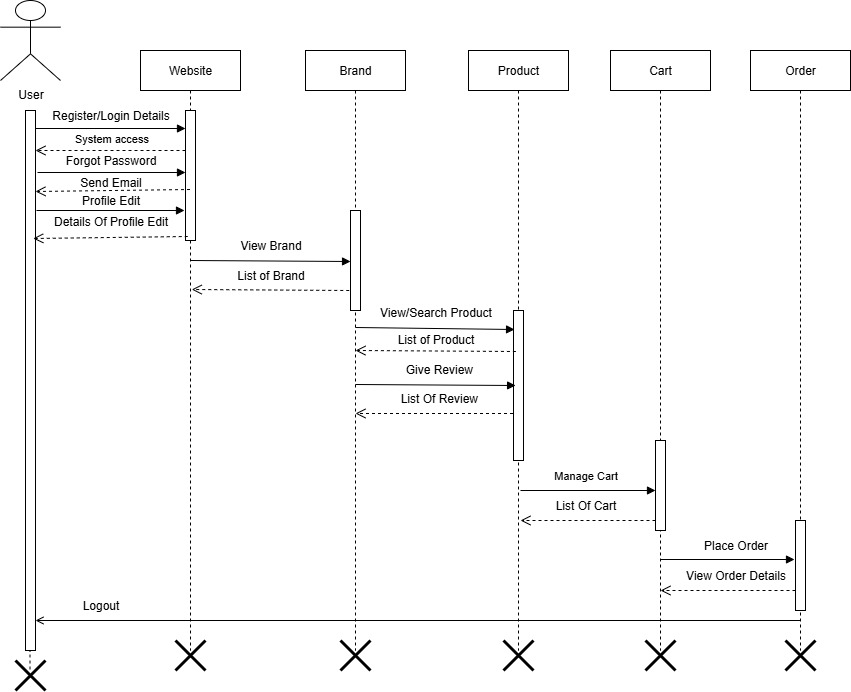 Website
Brand
Product
Cart
Order
User
Register/Login Details
System access
Forgot Password
Send Email
Profile Edit
Details Of Profile Edit
View Brand
List of Brand
View/Search Product
List of Product
Give Review
List Of Review
Manage Cart
List Of Cart
Place Order
View Order Details
Logout